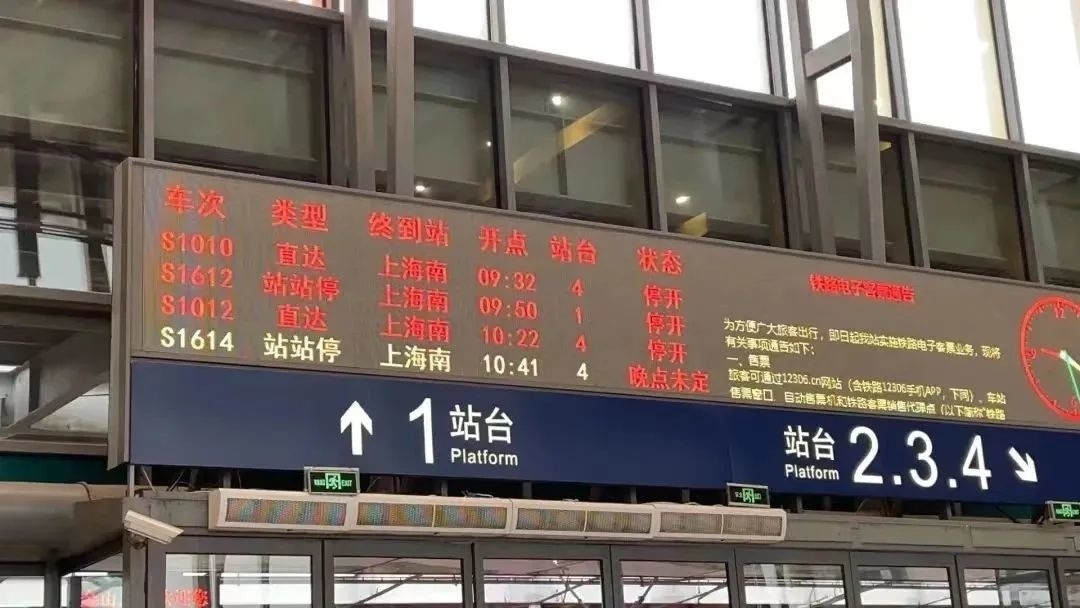 车次 类型 终到站 开点 站台 状态
S1010 直达 上海南 09:32 4 停开
S1612 站站停 上海南 09:50 1 停开
S1012 直达 上海南 10:22 4 停开
S1614 站站停 上海南 10:41 4 晚点未定
铁路电子客票通告
为方便广大旅客出行，即日起我站实施铁路电子客票业务，现将
有关事项通告如下：
一、售票
旅客可通过12306.cn网站（含铁路12306手机APP，下同）、车站
售票窗口、自动售票机和铁路客票销售代理点（以下简称"铁路
12
1 站台
Platform
站台 2.3.4
Platform
EXIT
EXIT